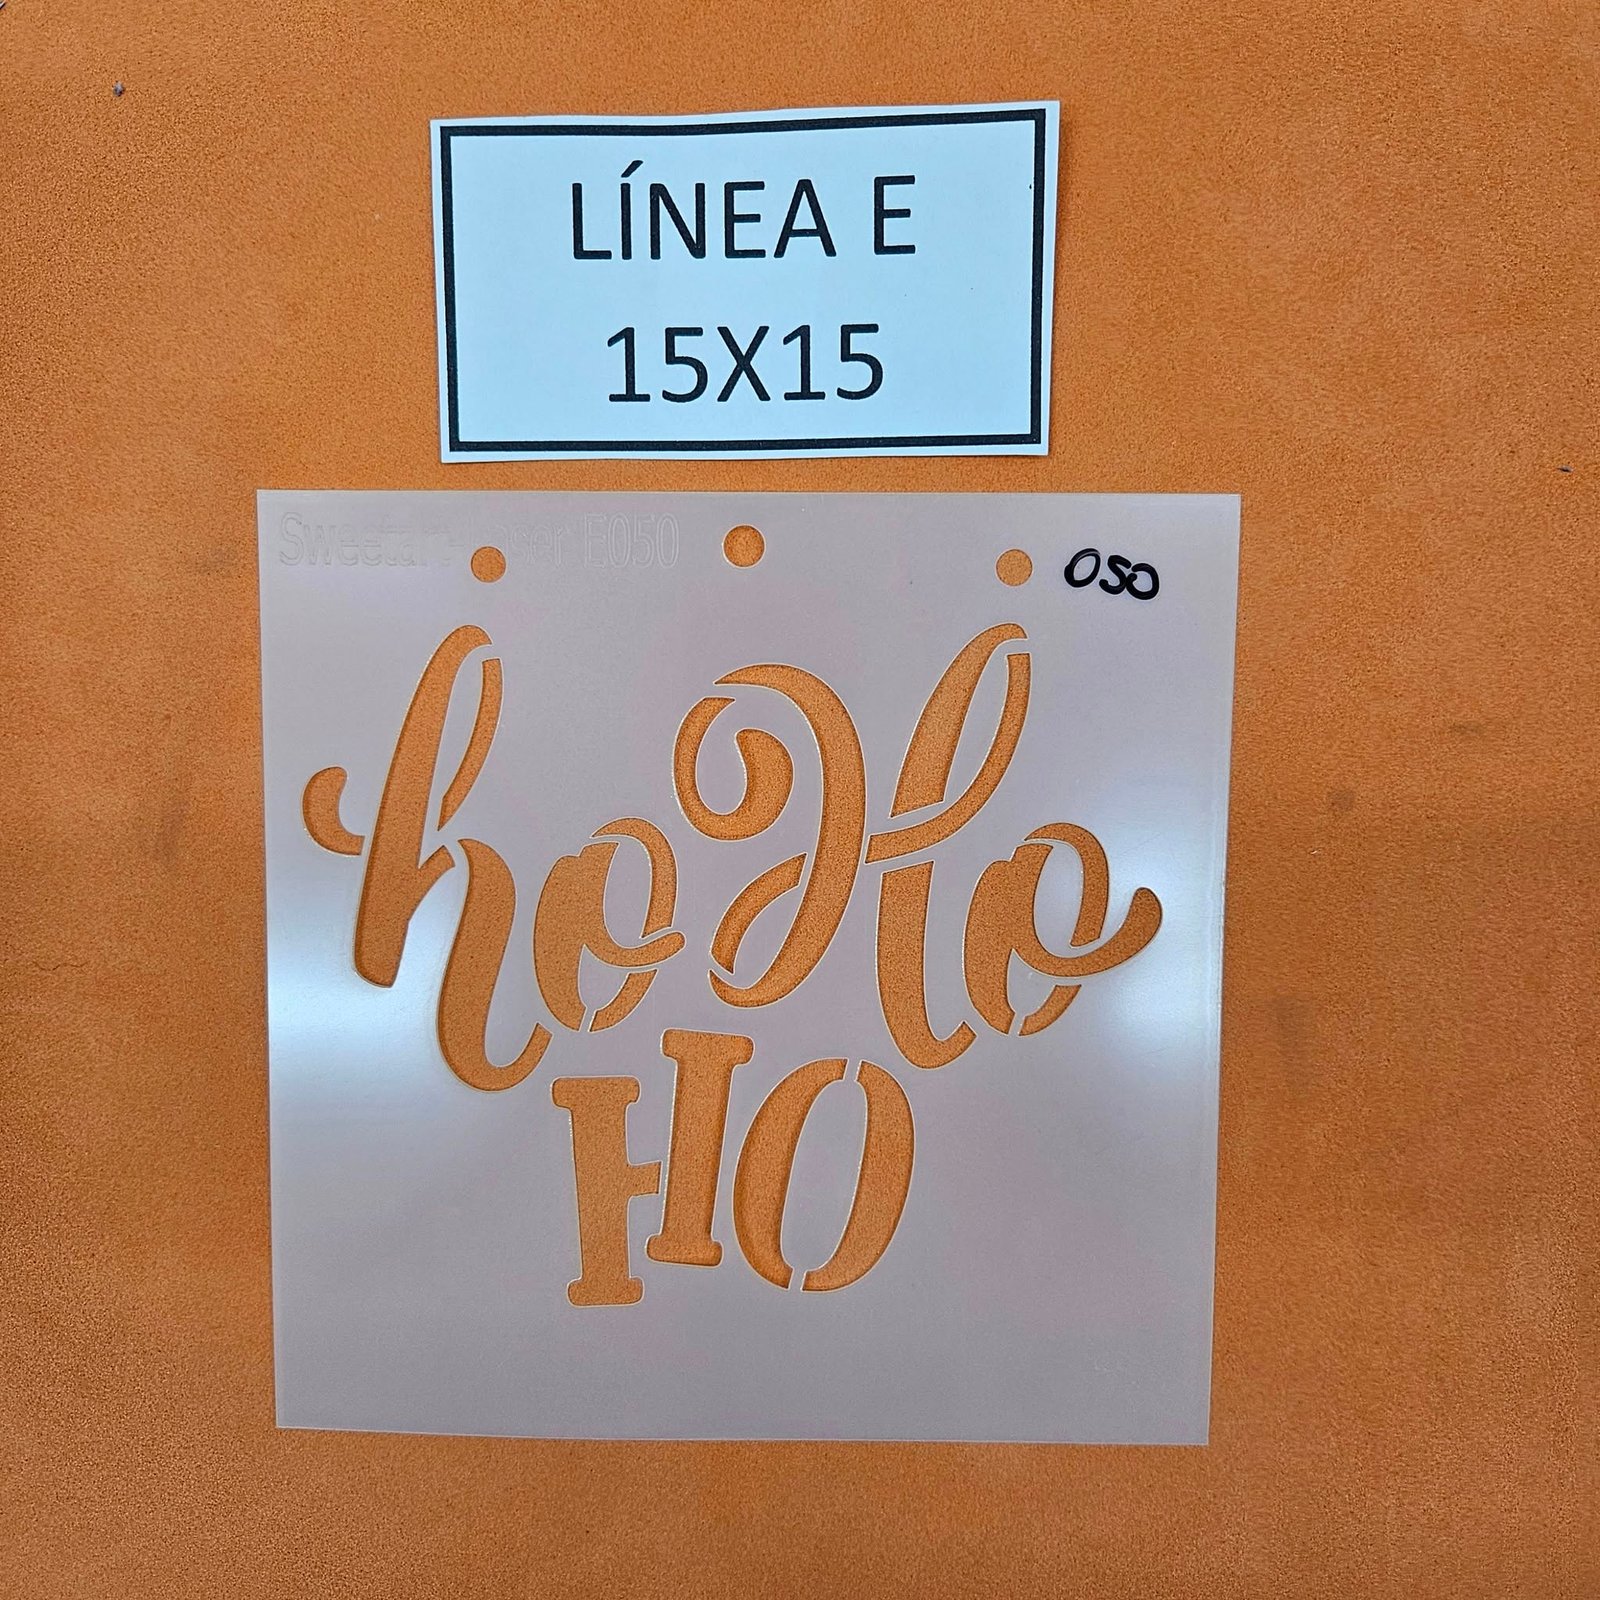 LÍNEA E
15X15
Sweetart Laser E050
050
ho Ho
HO